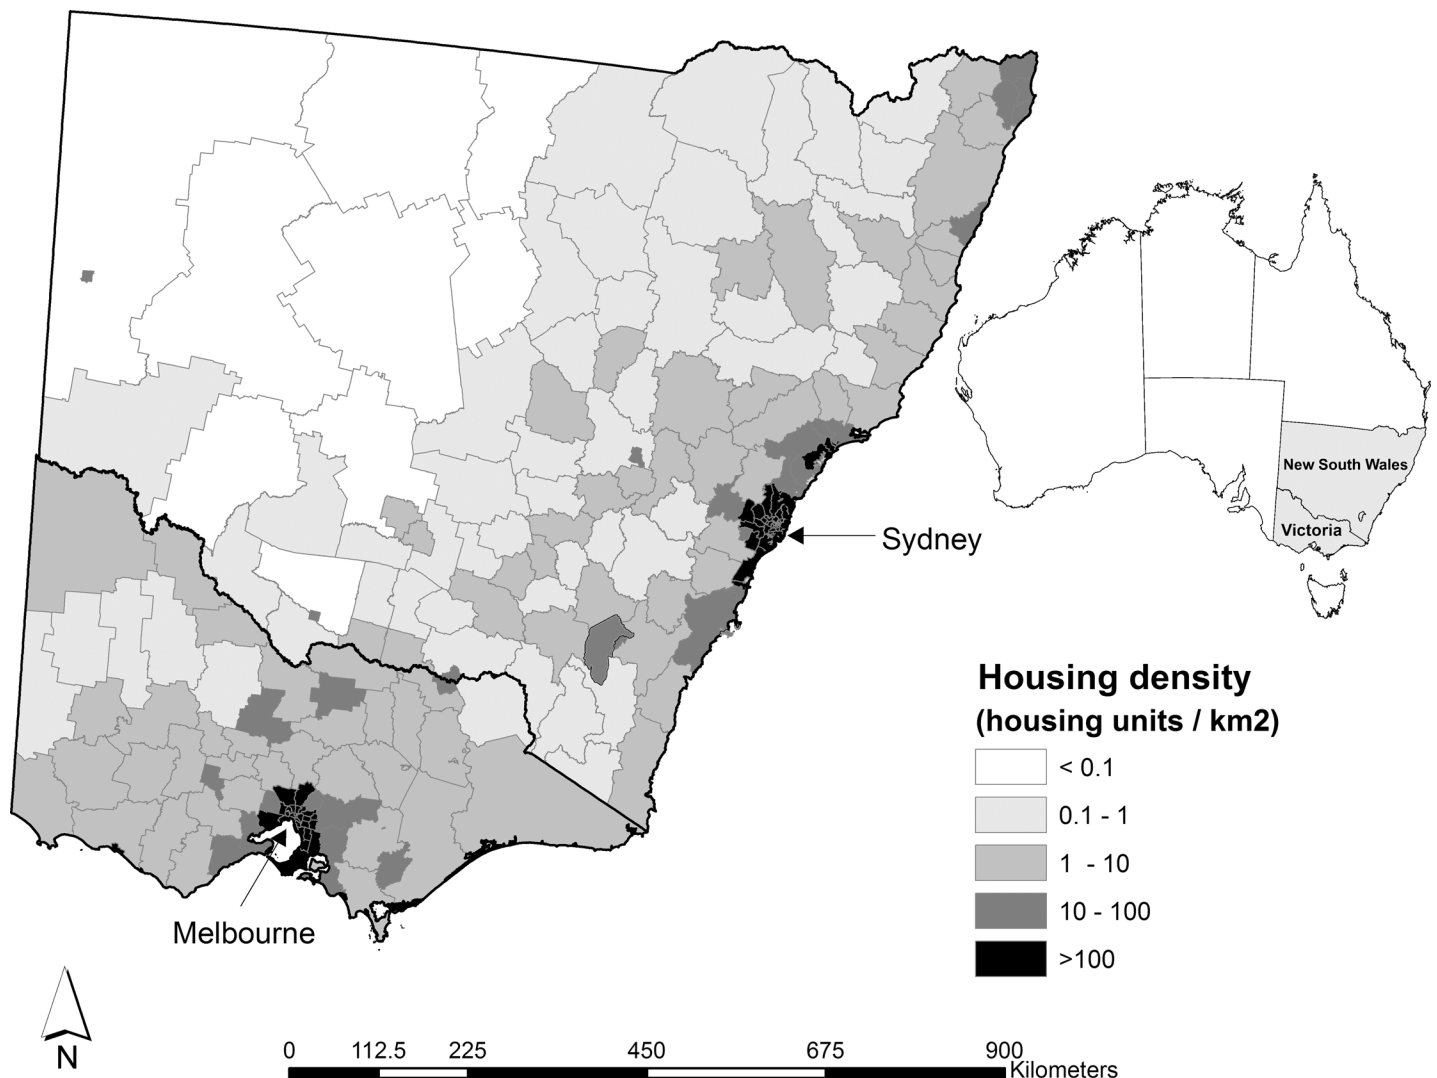 New South Wales
Victoria
Sydney
Housing density
(housing units / km2)
< 0.1
0.1 - 1
1 - 10
10 - 100
>100
Melbourne
N
0 112.5 225 450 675 900
Kilometers